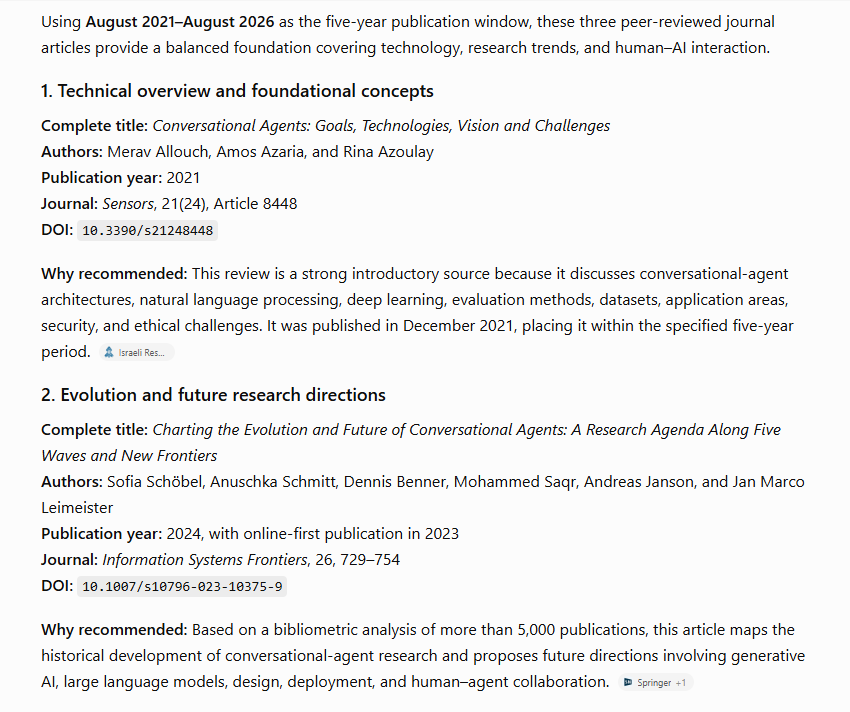 Using August 2021–August 2026 as the five-year publication window, these three peer-reviewed journal
articles provide a balanced foundation covering technology, research trends, and human–AI interaction.
1. Technical overview and foundational concepts
Complete title: Conversational Agents: Goals, Technologies, Vision and Challenges
Authors: Merav Allouch, Amos Azaria, and Rina Azoulay
Publication year: 2021
Journal: Sensors, 21(24), Article 8448
DOI: 10.3390/s21248448
Why recommended: This review is a strong introductory source because it discusses conversational-agent
architectures, natural language processing, deep learning, evaluation methods, datasets, application areas,
security, and ethical challenges. It was published in December 2021, placing it within the specified five-year
period. Israeli Res...
2. Evolution and future research directions
Complete title: Charting the Evolution and Future of Conversational Agents: A Research Agenda Along Five
Waves and New Frontiers
Authors: Sofia Schöbel, Anuschka Schmitt, Dennis Benner, Mohammed Saqr, Andreas Janson, and Jan Marco
Leimeister
Publication year: 2024, with online-first publication in 2023
Journal: Information Systems Frontiers, 26, 729–754
DOI: 10.1007/s10796-023-10375-9
Why recommended: Based on a bibliometric analysis of more than 5,000 publications, this article maps the
historical development of conversational-agent research and proposes future directions involving generative
AI, large language models, design, deployment, and human–agent collaboration. Springer +1